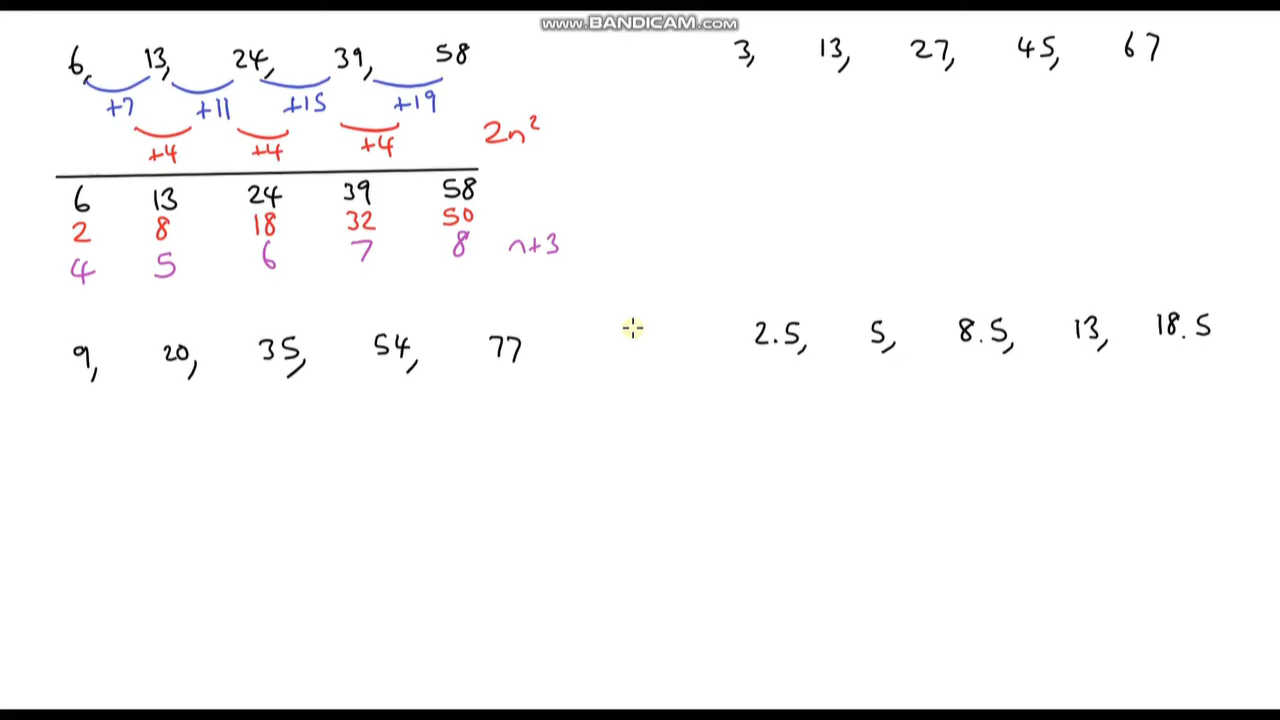 www.BANDICAM.com
6, 13, 24, 39, 58
+7 +11 +15 +19
+4 +4 +4 2n²
6 13 24 39 58
2 8 18 32 50
4 5 6 7 8 n+3
3, 13, 27, 45, 67
9, 20, 35, 54, 77
2.5, 5, 8.5, 13, 18.5